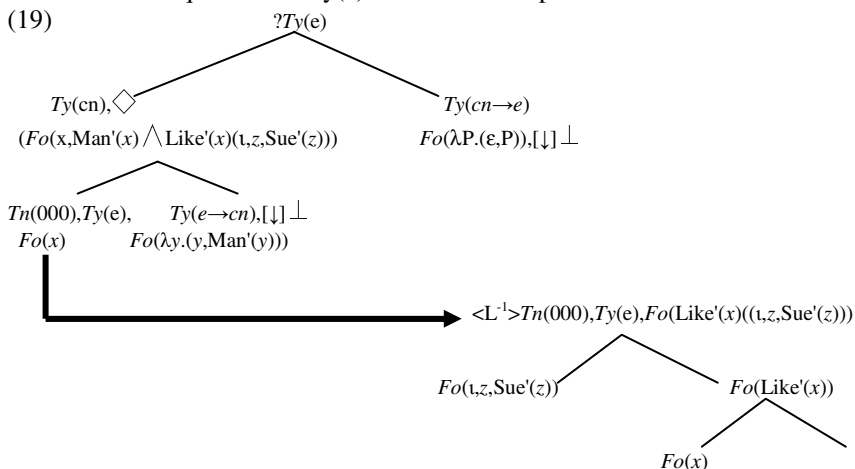 (19)
?Ty(e)
Ty(cn),◇
Ty(cn→e)
(Fo(x,Man'(x)∧Like'(x)(ι,z,Sue'(z)))
Fo(λP.(ε,P)),[↓]⊥
Tn(000),Ty(e),
Ty(e→cn),[↓]⊥
Fo(x)
Fo(λy.(y,Man'(y)))
<L⁻¹>Tn(000),Ty(e),Fo(Like'(x)((ι,z,Sue'(z)))
Fo(ι,z,Sue'(z))
Fo(Like'(x))
Fo(x)